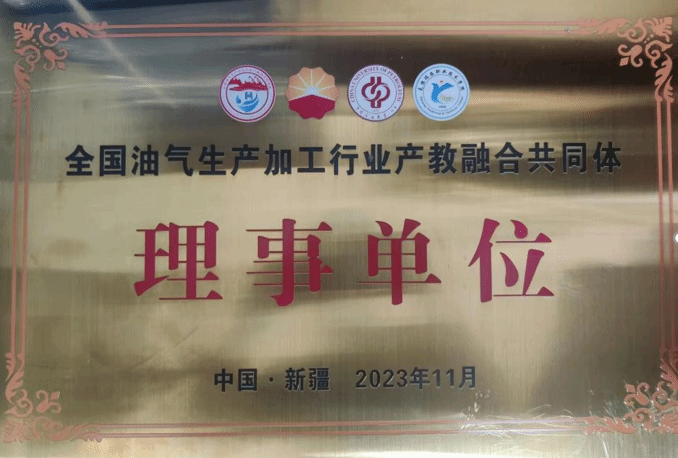 全国油气生产加工行业产教融合共同体
理事单位
中国·新疆 2023年11月